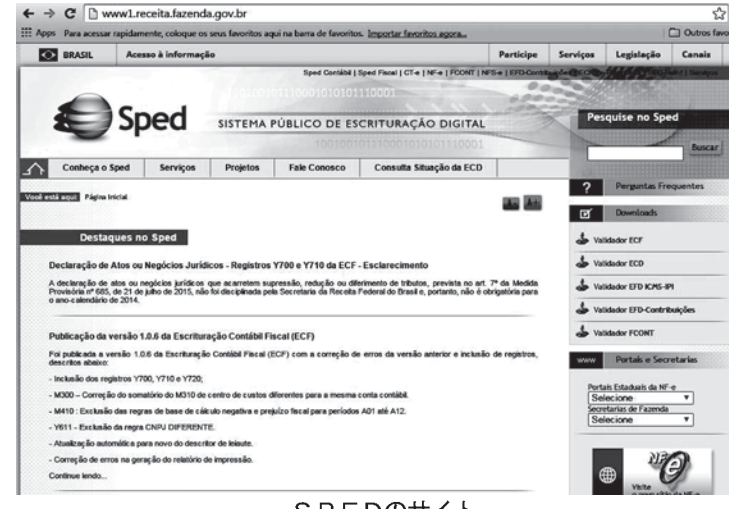 www1.receita.fazenda.gov.br
Apps Para acessar rapidamente, coloque os seus favoritos aqui na barra de favoritos. Importar favoritos agora... Outros favo
BRASIL Acesso à informação Participe Serviços Legislação Canais
Sped Contábil | Sped Fiscal | CT-e | NF-e | FCONT | NFS-e | EFD-Contribuições
Sped
SISTEMA PÚBLICO DE ESCRITURAÇÃO DIGITAL
Pesquise no Sped
Buscar
Conheça o Sped Serviços Projetos Fale Conosco Consulta Situação da ECD
Você está aqui: Página Inicial
A- A+
Destaques no Sped
Declaração de Atos ou Negócios Jurídicos - Registros Y700 e Y710 da ECF - Esclarecimento
A declaração de atos ou negócios jurídicos que acarretem supressão, redução ou diferimento de tributos, prevista no art. 7º da Medida
Provisória nº 685, de 21 de julho de 2015, não foi disciplinada pela Secretaria da Receita Federal do Brasil e, portanto, não é obrigatória para
o ano-calendário de 2014.
Publicação da versão 1.0.6 da Escrituração Contábil Fiscal (ECF)
Foi publicada a versão 1.0.6 da Escrituração Contábil Fiscal (ECF) com a correção de erros da versão anterior e inclusão de registros,
descritos abaixo:
- Inclusão dos registros Y700, Y710 e Y720;
- M300 – Correção do somatório do M310 de centro de custos diferentes para a mesma conta contábil.
- M410 : Exclusão das regras de base de cálculo negativa e prejuízo fiscal para períodos A01 até A12.
- Y611 - Exclusão da regra CNPJ DIFERENTE.
- Atualização automática para novo do descritor de leiaute.
- Correção de erros na geração do relatório de impressão.
Continue lendo...
? Perguntas Frequentes
Downloads
Validador ECF
Validador ECD
Validador EFD ICMS-IPI
Validador EFD-Contribuições
Validador FCONT
www Portais e Secretarias
Portais Estaduais da NF-e
Selecione
Secretarias de Fazenda
Selecione
NFe
Visite
SPEDのサイト